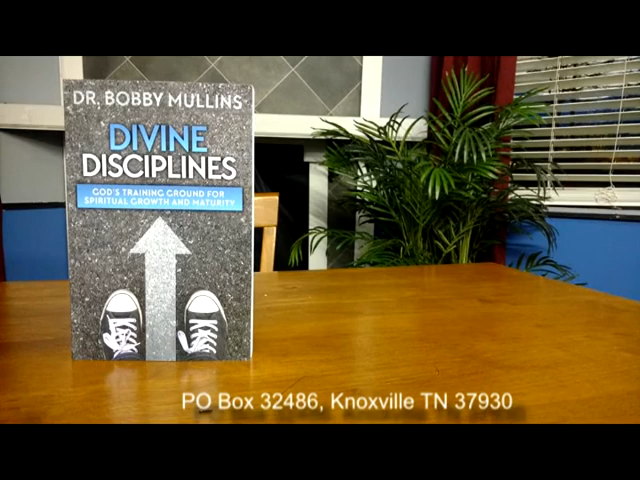 DR. BOBBY MULLINS
DIVINE
DISCIPLINES
GOD'S TRAINING GROUND FOR
SPIRITUAL GROWTH AND MATURITY
PO Box 32486, Knoxville TN 37930